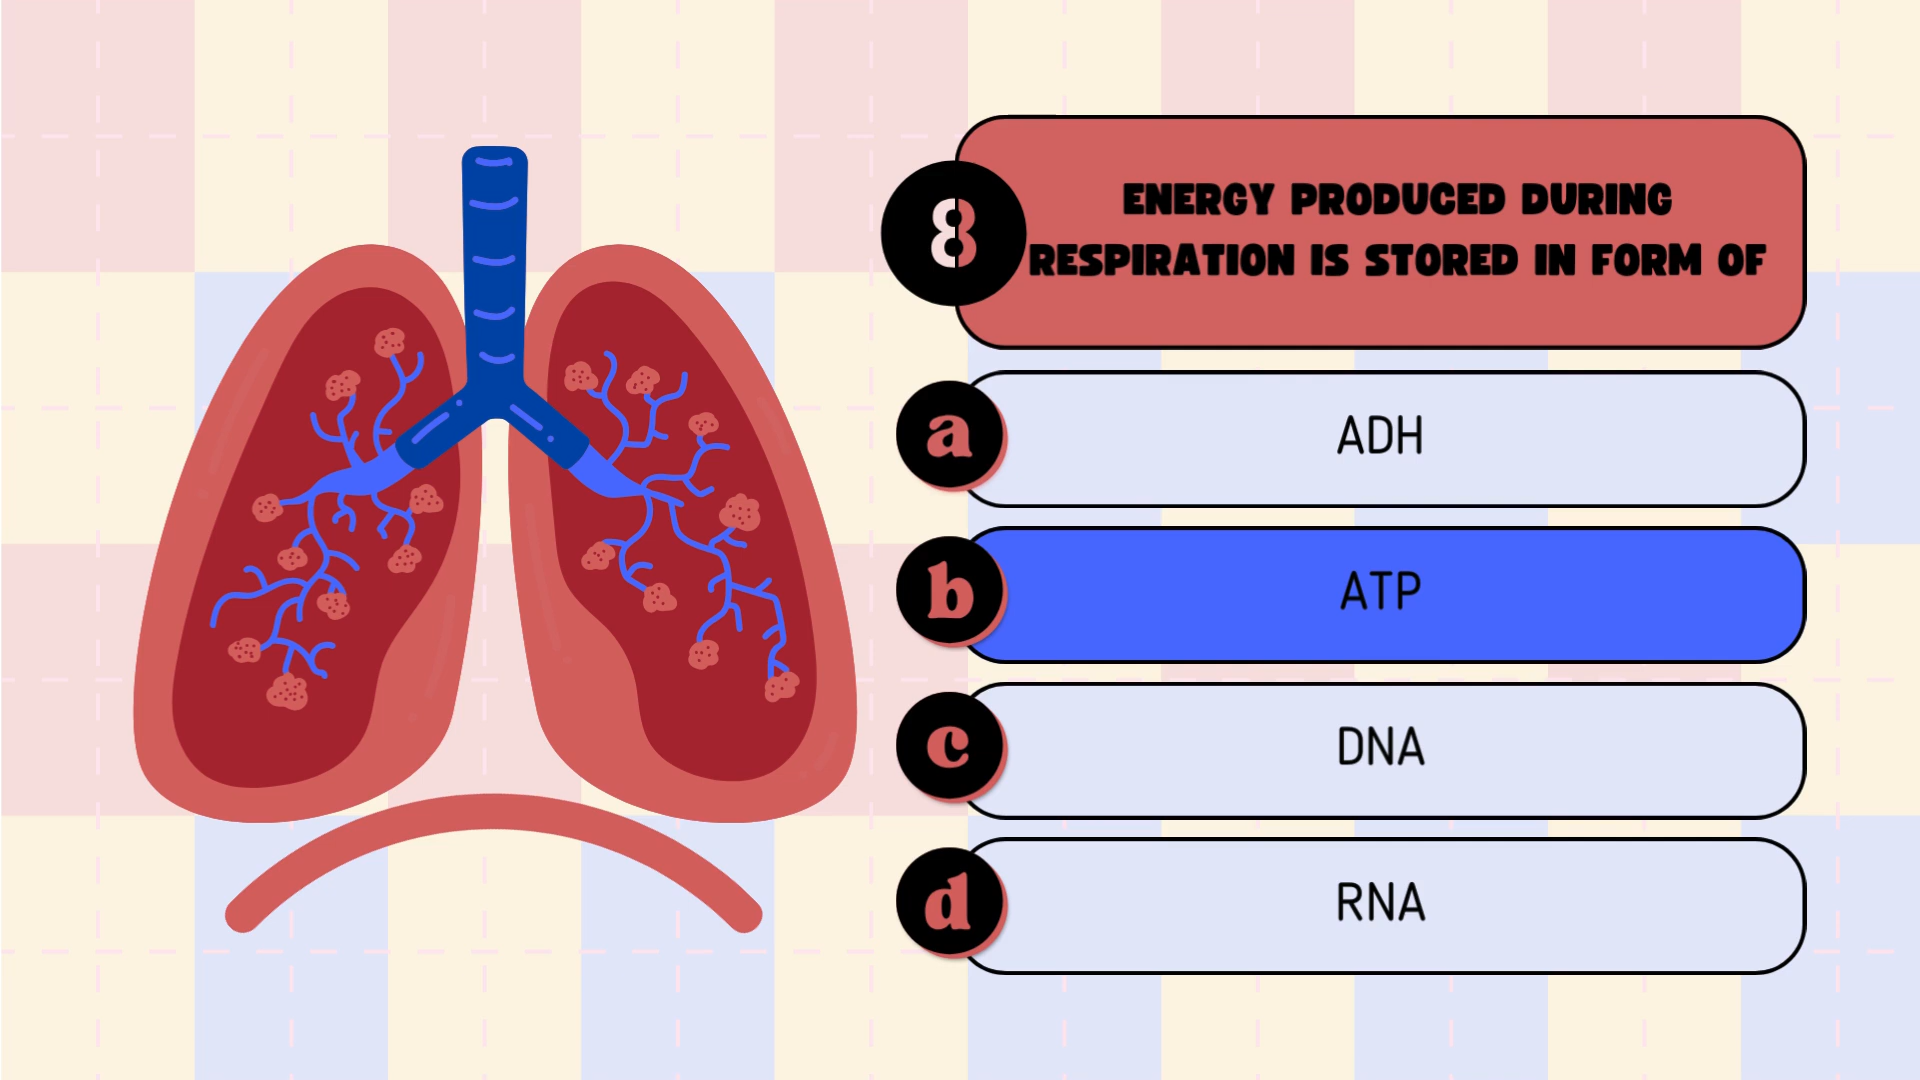 8
ENERGY PRODUCED DURING
RESPIRATION IS STORED IN FORM OF
a
ADH
b
ATP
c
DNA
d
RNA